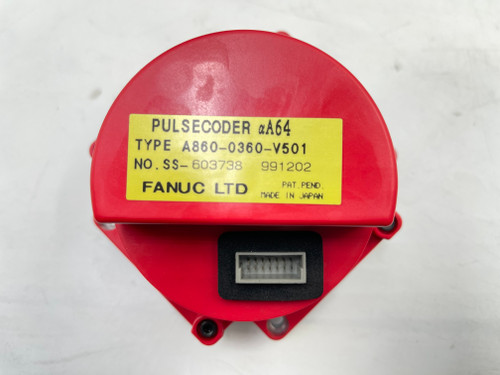 PULSECODER αA64
TYPE A860-0360-V501
NO. SS-603738 991202
FANUC LTD PAT. PEND.
MADE IN JAPAN